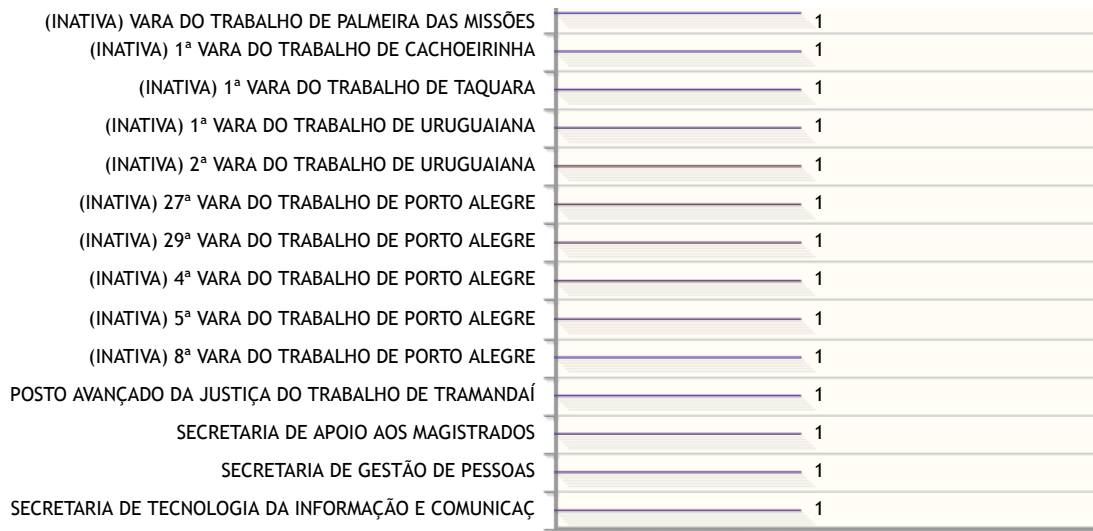 (INATIVA) VARA DO TRABALHO DE PALMEIRA DAS MISSÕES 1
(INATIVA) 1ª VARA DO TRABALHO DE CACHOEIRINHA 1
(INATIVA) 1ª VARA DO TRABALHO DE TAQUARA 1
(INATIVA) 1ª VARA DO TRABALHO DE URUGUAIANA 1
(INATIVA) 2ª VARA DO TRABALHO DE URUGUAIANA 1
(INATIVA) 27ª VARA DO TRABALHO DE PORTO ALEGRE 1
(INATIVA) 29ª VARA DO TRABALHO DE PORTO ALEGRE 1
(INATIVA) 4ª VARA DO TRABALHO DE PORTO ALEGRE 1
(INATIVA) 5ª VARA DO TRABALHO DE PORTO ALEGRE 1
(INATIVA) 8ª VARA DO TRABALHO DE PORTO ALEGRE 1
POSTO AVANÇADO DA JUSTIÇA DO TRABALHO DE TRAMANDAÍ 1
SECRETARIA DE APOIO AOS MAGISTRADOS 1
SECRETARIA DE GESTÃO DE PESSOAS 1
SECRETARIA DE TECNOLOGIA DA INFORMAÇÃO E COMUNICAÇ 1